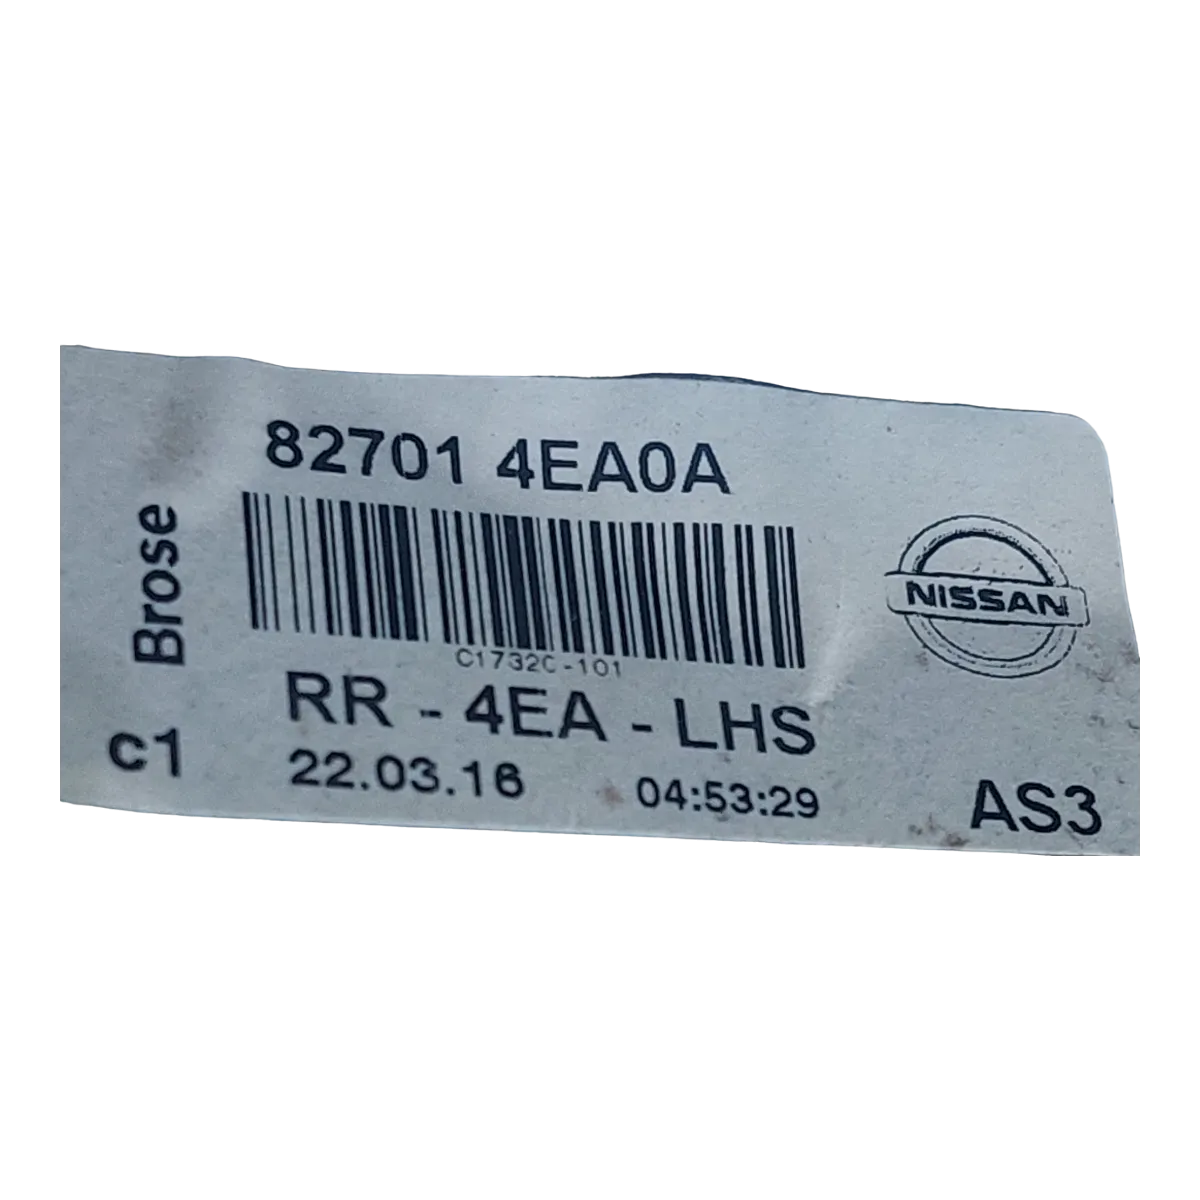 82701 4EA0A
Brose
NISSAN
C1732C-101
RR - 4EA - LHS
c1
22.03.16
04:53:29
AS3